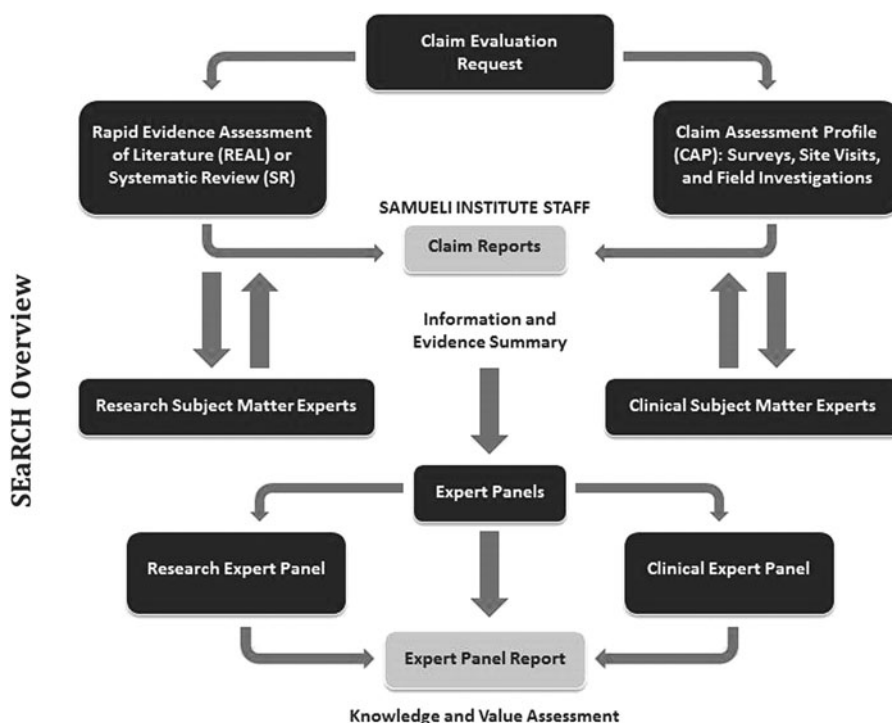 Claim Evaluation
Request
Rapid Evidence Assessment
of Literature (REAL) or
Systematic Review (SR)
Claim Assessment Profile
(CAP): Surveys, Site Visits,
and Field Investigations
SAMUELI INSTITUTE STAFF
Claim Reports
SEaRCH Overview
Information and
Evidence Summary
Research Subject Matter Experts
Clinical Subject Matter Experts
Expert Panels
Research Expert Panel
Clinical Expert Panel
Expert Panel Report
Knowledge and Value Assessment